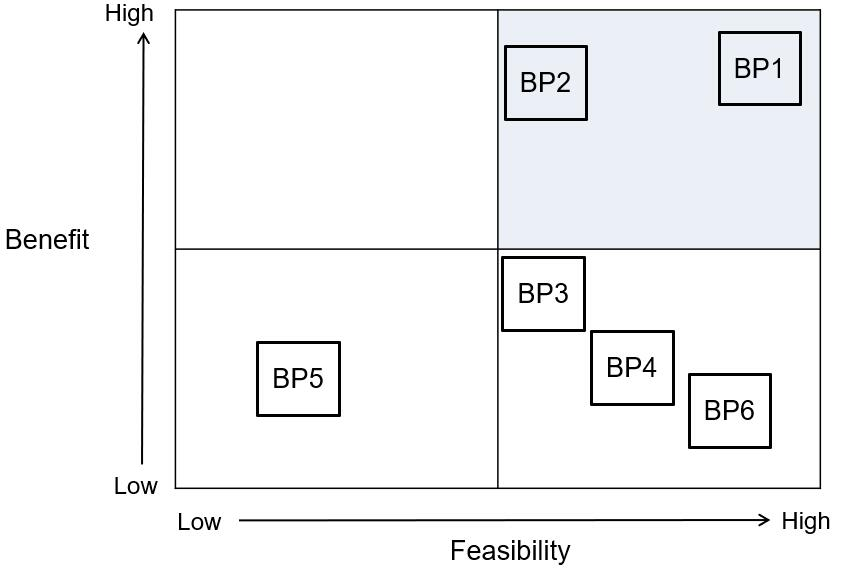 High
BP2
BP1
Benefit
BP3
BP4
BP5
BP6
Low
Low
High
Feasibility